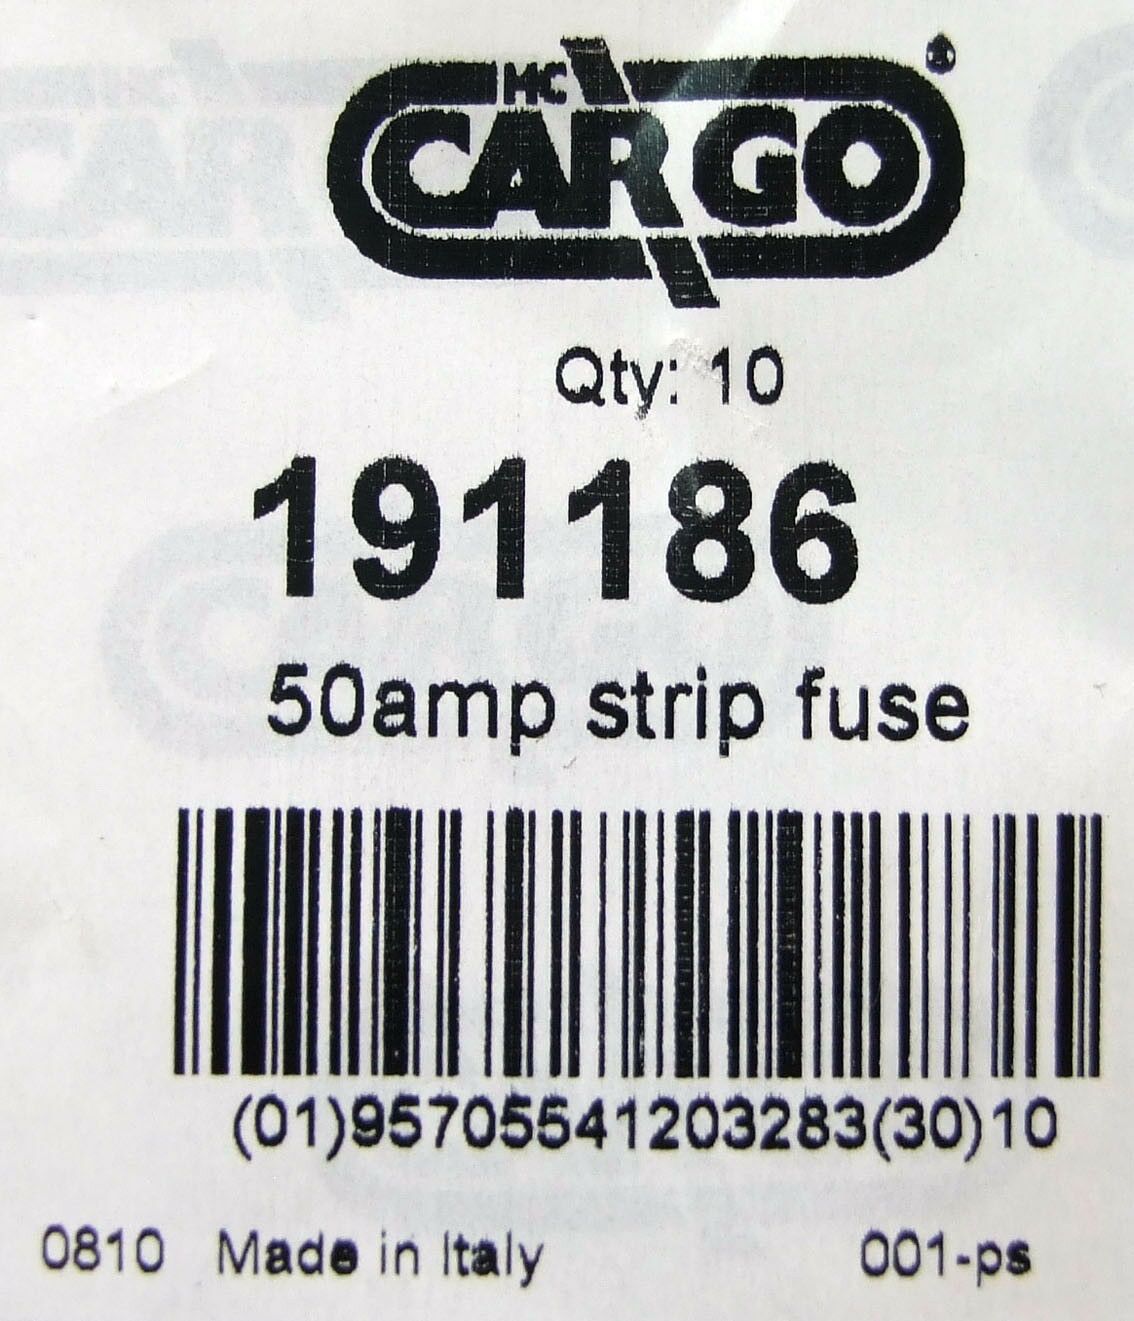 HC
CARGO®
Qty: 10
191186
50amp strip fuse
(01)95705541203283(30)10
0810 Made in Italy 001-ps